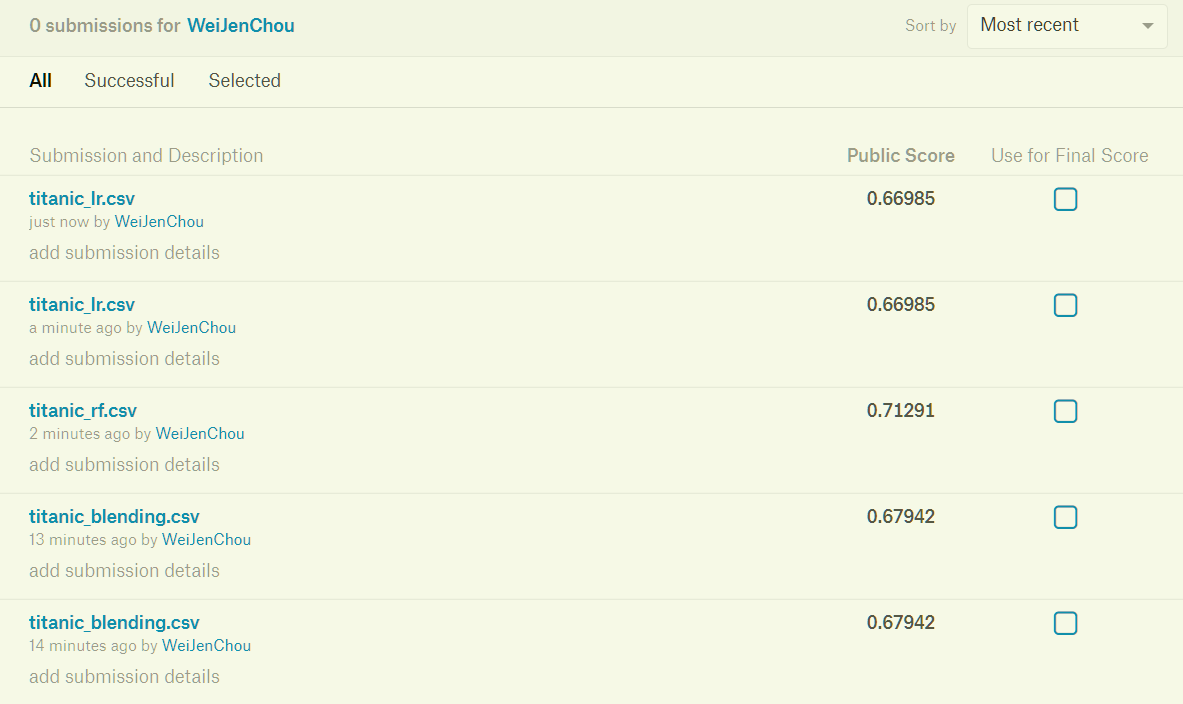 0 submissions for WeiJenChou
Sort by Most recent
All Successful Selected
Submission and Description Public Score Use for Final Score
titanic_lr.csv 0.66985
just now by WeiJenChou
add submission details
titanic_lr.csv 0.66985
a minute ago by WeiJenChou
add submission details
titanic_rf.csv 0.71291
2 minutes ago by WeiJenChou
add submission details
titanic_blending.csv 0.67942
13 minutes ago by WeiJenChou
add submission details
titanic_blending.csv 0.67942
14 minutes ago by WeiJenChou
add submission details